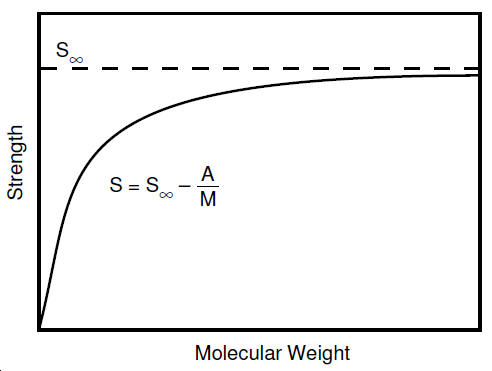 S∞
Strength
S = S∞ – A/M
Molecular Weight